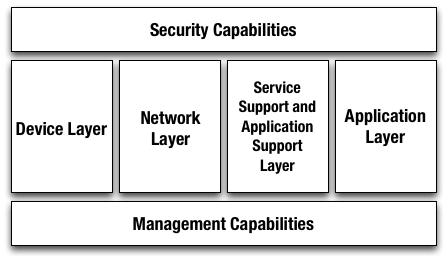 Security Capabilities
Device Layer
Network
Layer
Service
Support and
Application
Support
Layer
Application
Layer
Management Capabilities